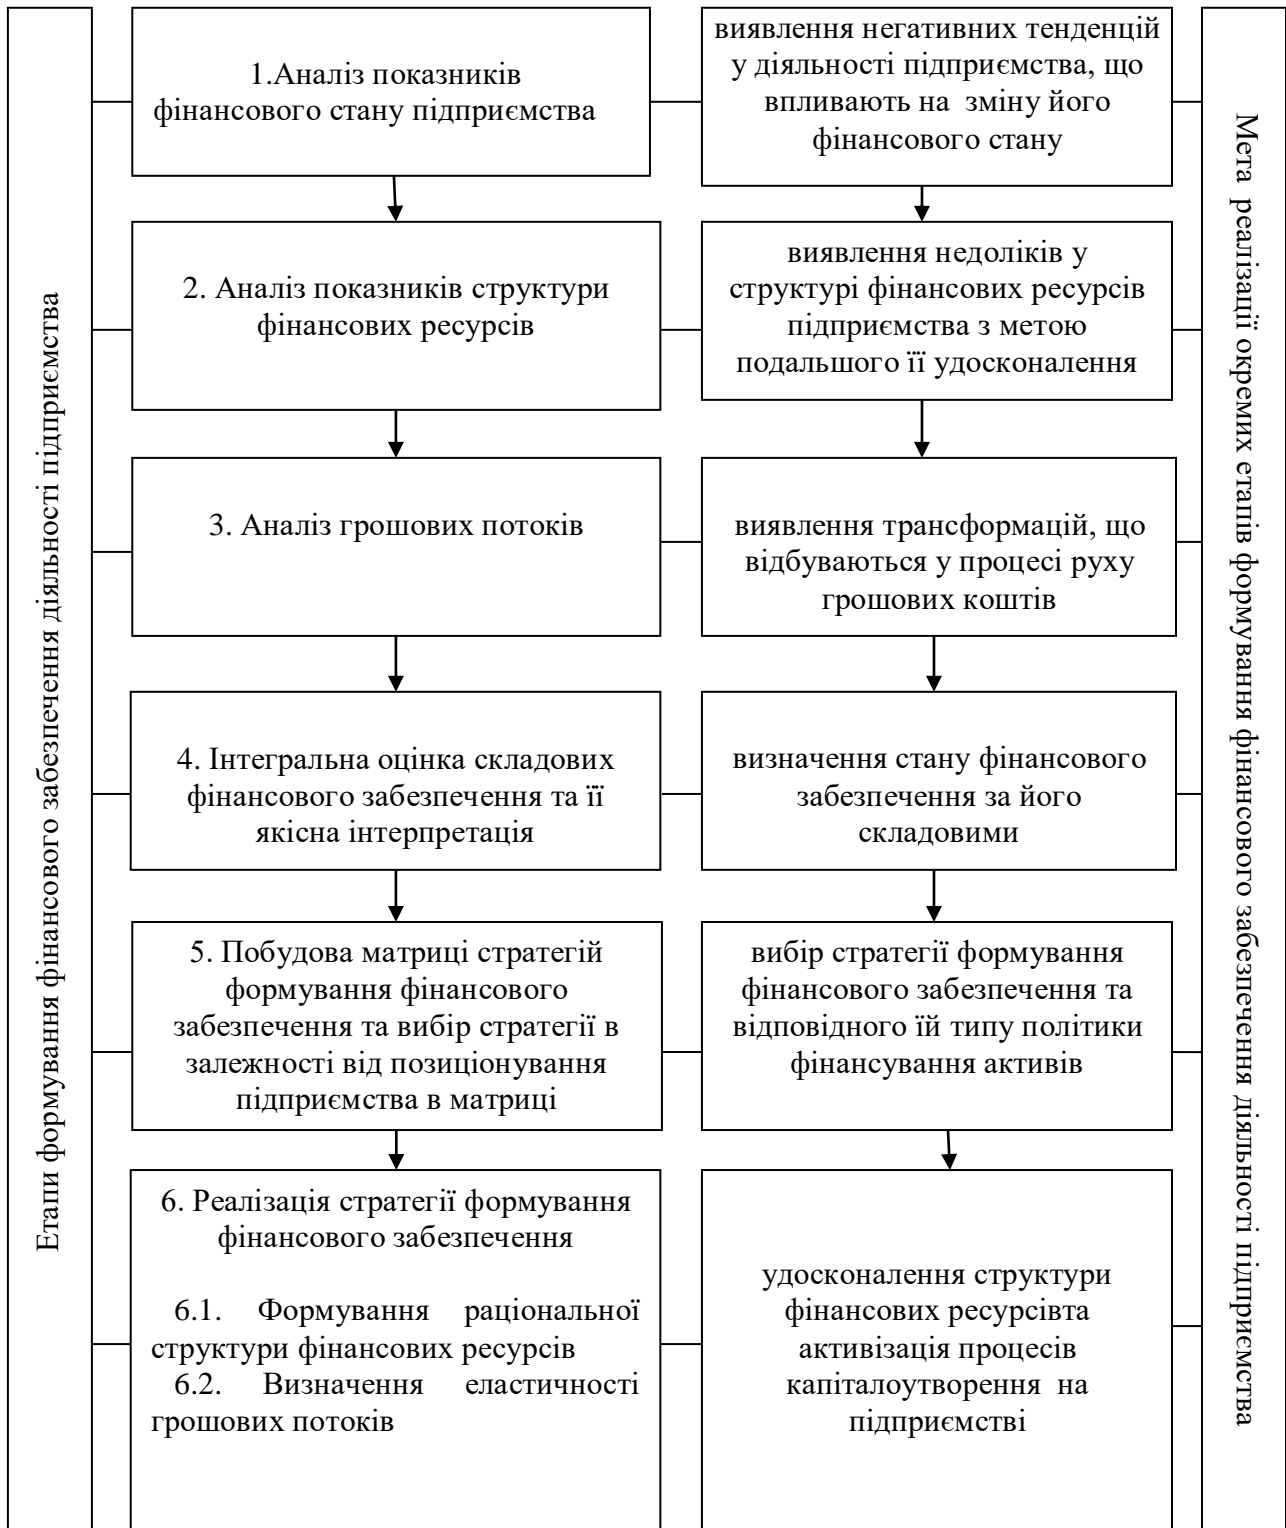 Етапи формування фінансового забезпечення діяльності підприємства
1.Аналіз показників
фінансового стану підприємства
виявлення негативних тенденцій
у діяльності підприємства, що
впливають на зміну його
фінансового стану
2. Аналіз показників структури
фінансових ресурсів
виявлення недоліків у
структурі фінансових ресурсів
підприємства з метою
подальшого її удосконалення
3. Аналіз грошових потоків
виявлення трансформацій, що
відбуваються у процесі руху
грошових коштів
4. Інтегральна оцінка складових
фінансового забезпечення та її
якісна інтерпретація
визначення стану фінансового
забезпечення за його
складовими
5. Побудова матриці стратегій
формування фінансового
забезпечення та вибір стратегії в
залежності від позиціонування
підприємства в матриці
вибір стратегії формування
фінансового забезпечення та
відповідного їй типу політики
фінансування активів
6. Реалізація стратегії формування
фінансового забезпечення
6.1. Формування раціональної
структури фінансових ресурсів
6.2. Визначення еластичності
грошових потоків
удосконалення структури
фінансових ресурсівта
активізація процесів
капіталоутворення на
підприємстві
Мета реалізації окремих етапів формування фінансового забезпечення діяльності підприємства